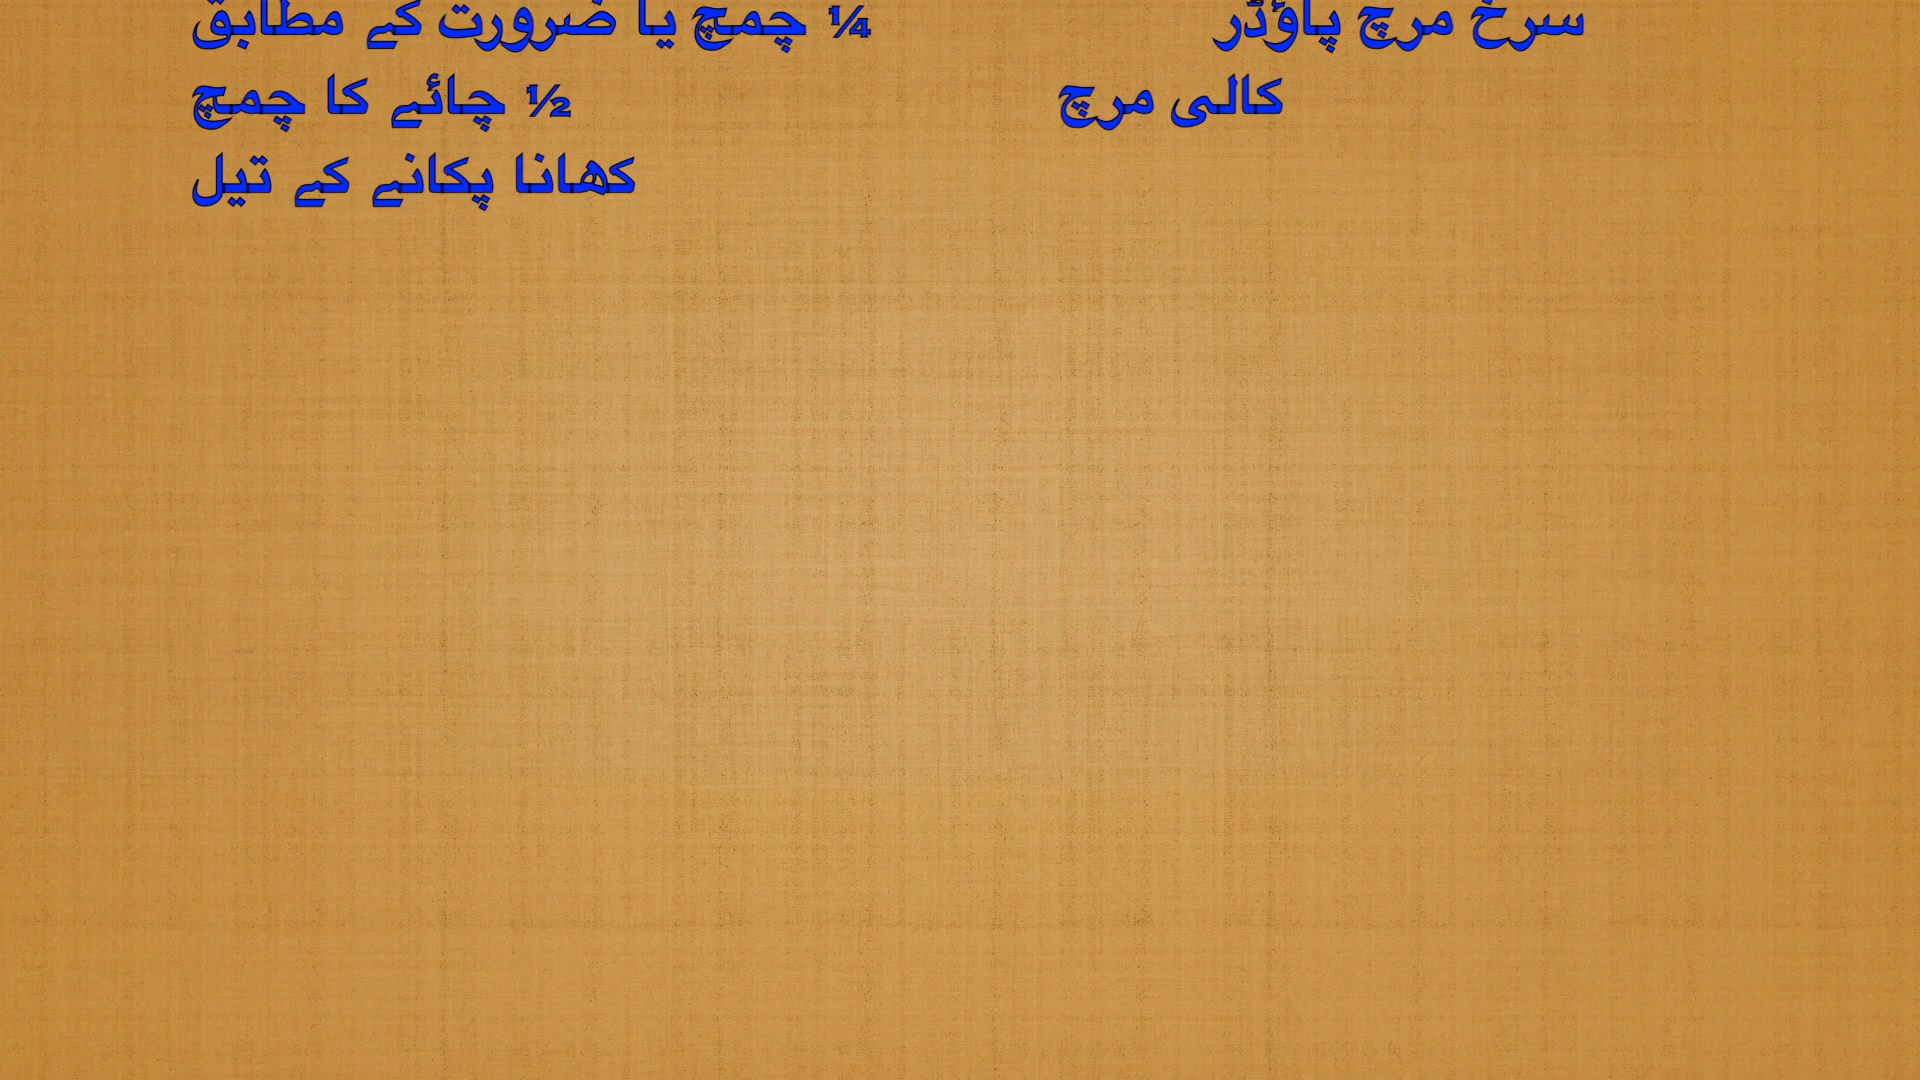 سرخ مرچ پاؤڈر ¼ چمچ یا ضرورت کے مطابق
کالی مرچ ½ چائے کا چمچ
کھانا پکانے کے تیل